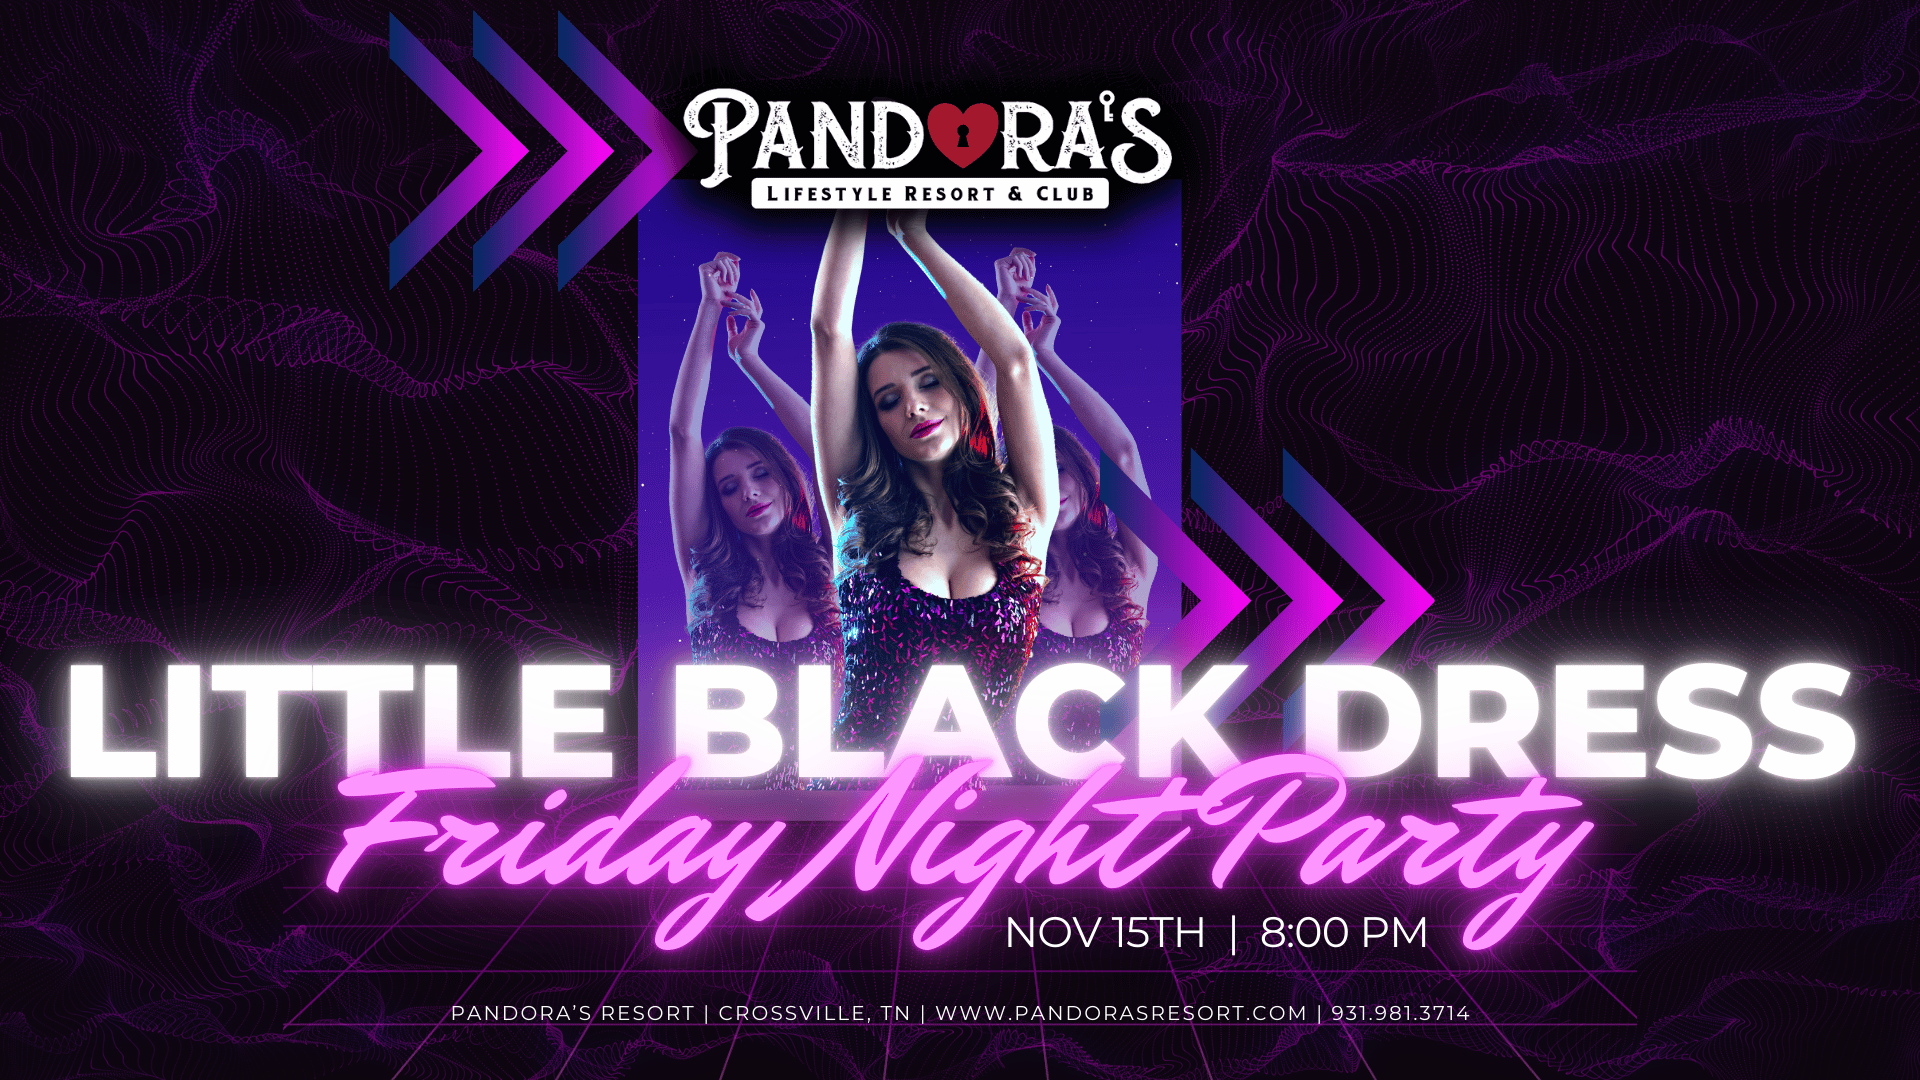 PANDORA'S
LIFESTYLE RESORT & CLUB
LITTLE BLACK DRESS
Friday Night Party
NOV 15TH | 8:00 PM
PANDORA'S RESORT | CROSSVILLE, TN | WWW.PANDORASRESORT.COM | 931.981.3714